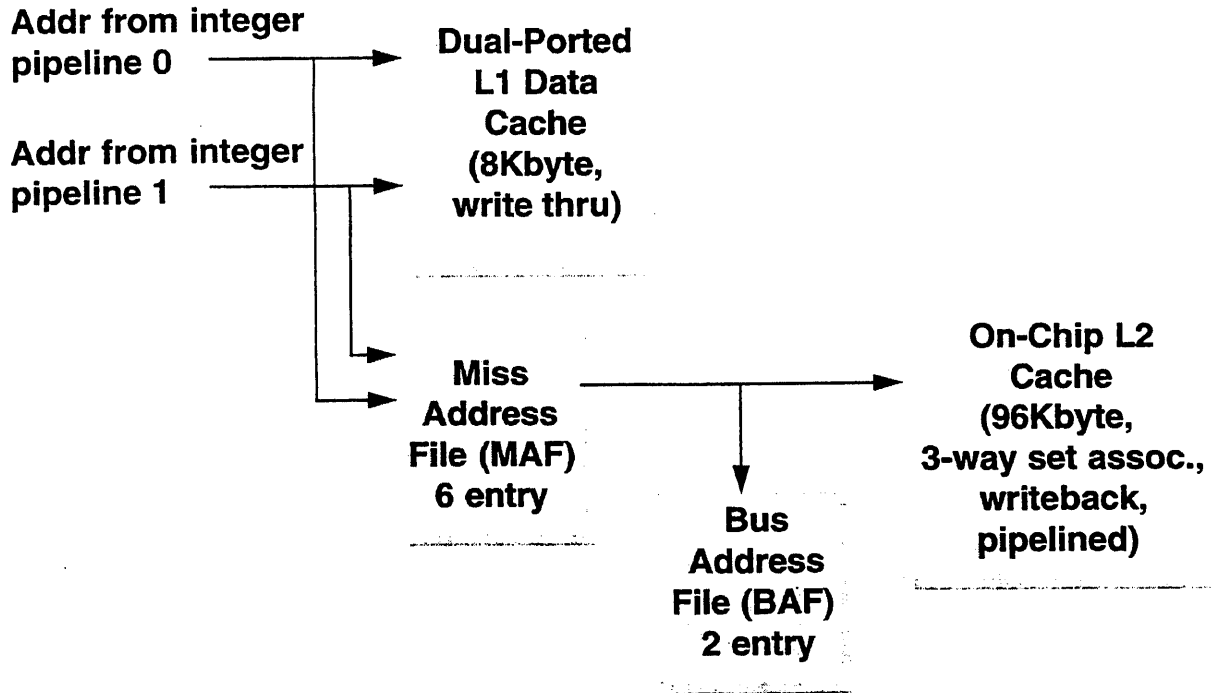 Addr from integer
pipeline 0
Addr from integer
pipeline 1
Dual-Ported
L1 Data
Cache
(8Kbyte,
write thru)
Miss
Address
File (MAF)
6 entry
Bus
Address
File (BAF)
2 entry
On-Chip L2
Cache
(96Kbyte,
3-way set assoc.,
writeback,
pipelined)